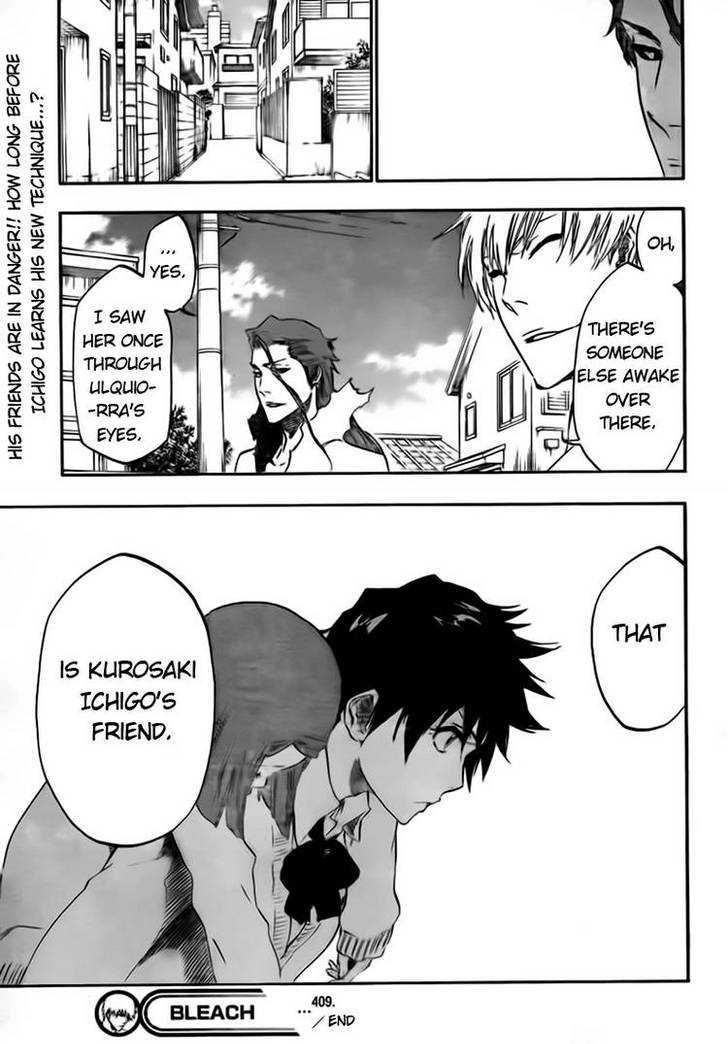 HIS FRIENDS ARE IN DANGER!! HOW LONG BEFORE
ICHIGO LEARNS HIS NEW TECHNIQUE...?
OH,
THERE'S
SOMEONE
ELSE AWAKE
OVER
THERE.
...
YES.
I SAW
HER ONCE
THROUGH
ULQUIO-
-RRA'S
EYES.
THAT
IS KUROSAKI
ICHIGO'S
FRIEND.
BLEACH ...409.
/ END